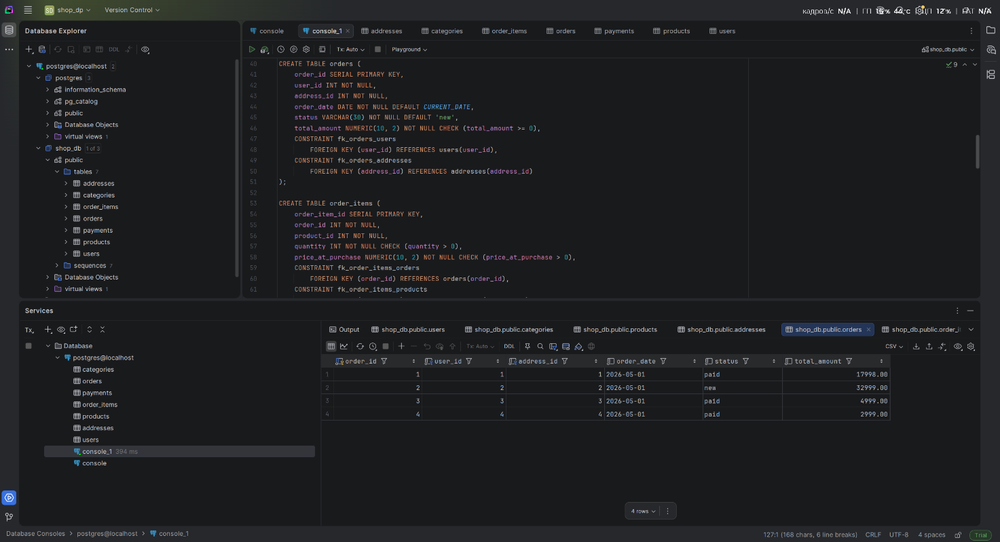 SD shop_dp Version Control
кадров/с N/A | ГП 15% 44°C | ЦП 12% | LAT N/A
Database Explorer
DDL
postgres@localhost 2
postgres 3
information_schema
pg_catalog
public
Database Objects
virtual views 1
shop_db 1 of 3
public
tables 7
addresses
categories
order_items
orders
payments
products
users
sequences 7
Database Objects
virtual views 1
console console_1 addresses categories order_items orders payments products users
Tx: Auto Playground shop_db.public
9
40 CREATE TABLE orders (
41 order_id SERIAL PRIMARY KEY,
42 user_id INT NOT NULL,
43 address_id INT NOT NULL,
44 order_date DATE NOT NULL DEFAULT CURRENT_DATE,
45 status VARCHAR(30) NOT NULL DEFAULT 'new',
46 total_amount NUMERIC(10, 2) NOT NULL CHECK (total_amount >= 0),
47 CONSTRAINT fk_orders_users
48 FOREIGN KEY (user_id) REFERENCES users(user_id),
49 CONSTRAINT fk_orders_addresses
50 FOREIGN KEY (address_id) REFERENCES addresses(address_id)
51 );
52
53 CREATE TABLE order_items (
54 order_item_id SERIAL PRIMARY KEY,
55 order_id INT NOT NULL,
56 product_id INT NOT NULL,
57 quantity INT NOT NULL CHECK (quantity > 0),
58 price_at_purchase NUMERIC(10, 2) NOT NULL CHECK (price_at_purchase > 0),
59 CONSTRAINT fk_order_items_orders
60 FOREIGN KEY (order_id) REFERENCES orders(order_id),
61 CONSTRAINT fk_order_items_products
Services
Tx
Database
postgres@localhost
categories
orders
payments
order_items
products
addresses
users
console_1 394 ms
console
Output shop_db.public.users shop_db.public.categories shop_db.public.products shop_db.public.addresses shop_db.public.orders shop_db.public.order_it
Tx: Auto DDL CSV
order_id user_id address_id order_date status total_amount
1 1 1 1 2026-05-01 paid 17998.00
2 2 2 2 2026-05-01 new 32999.00
3 3 3 3 2026-05-01 paid 4999.00
4 4 4 4 2026-05-01 paid 2999.00
4 rows
Database Consoles > postgres@localhost > console_1
127:1 (168 chars, 6 line breaks) CRLF UTF-8 4 spaces Trial